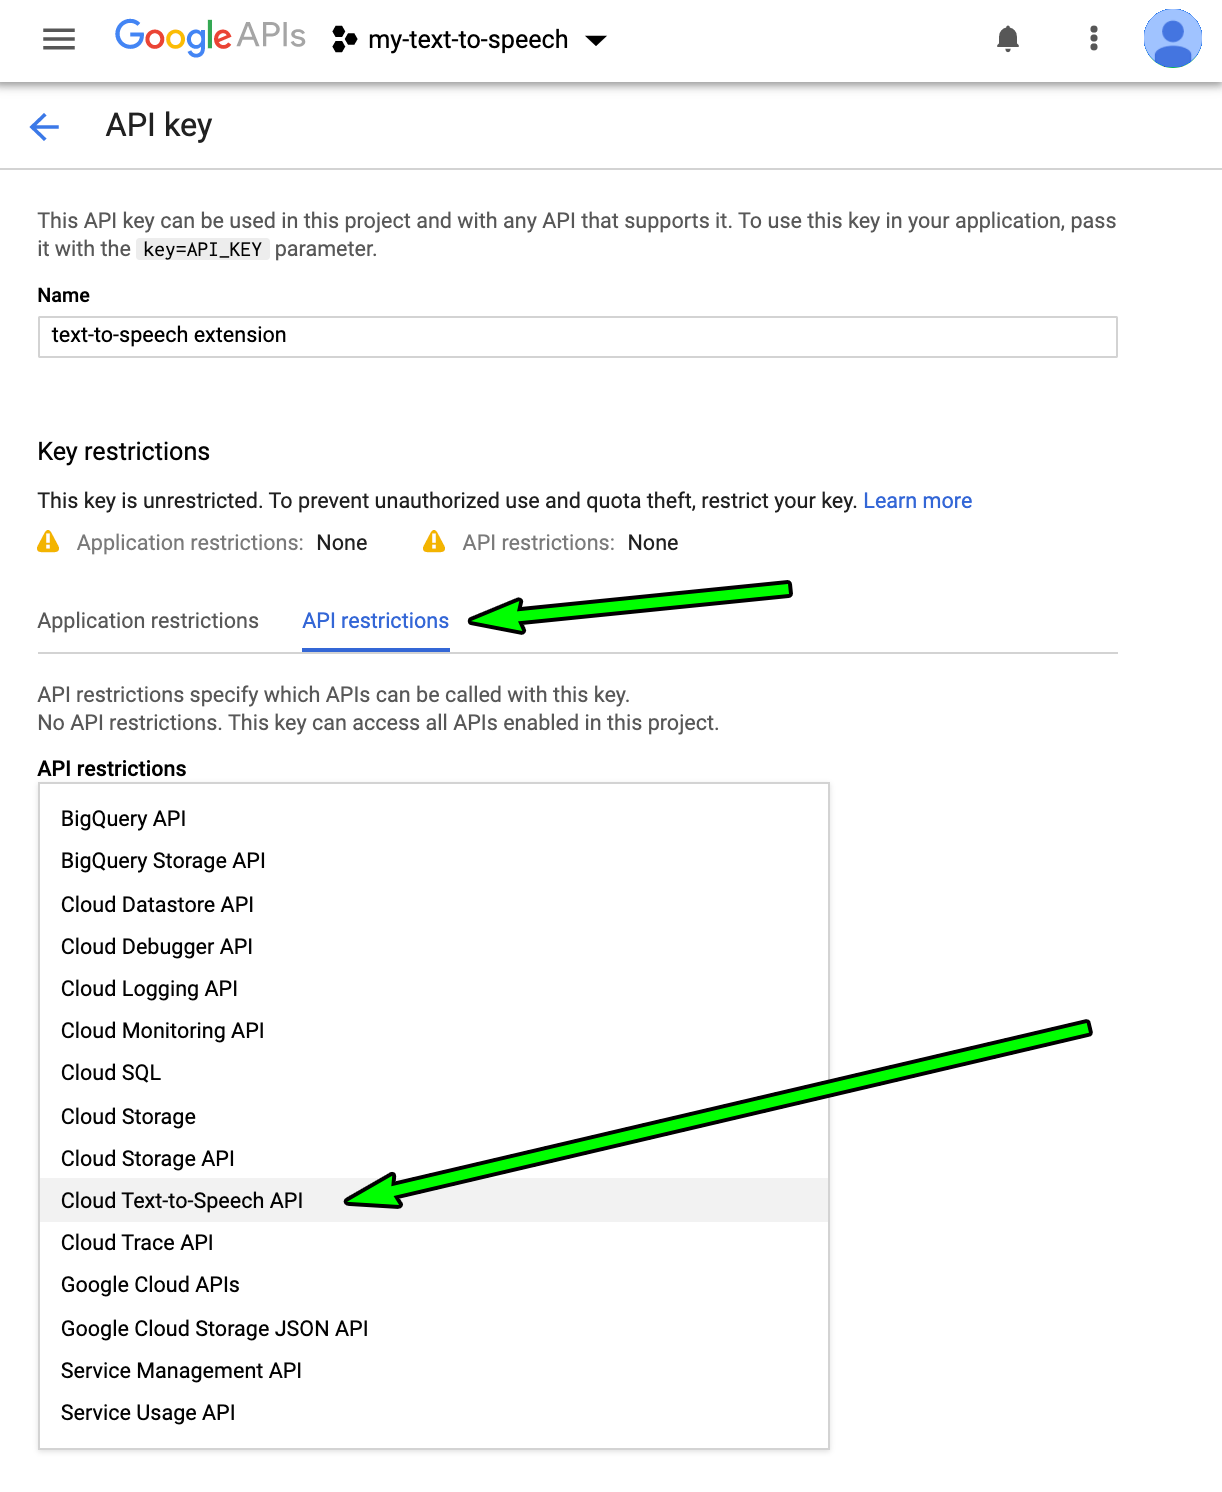 Google APIs my-text-to-speech
API key
This API key can be used in this project and with any API that supports it. To use this key in your application, pass
it with the key=API_KEY parameter.
Name
text-to-speech extension
Key restrictions
This key is unrestricted. To prevent unauthorized use and quota theft, restrict your key. Learn more
Application restrictions: None API restrictions: None
Application restrictions API restrictions
API restrictions specify which APIs can be called with this key.
No API restrictions. This key can access all APIs enabled in this project.
API restrictions
BigQuery API
BigQuery Storage API
Cloud Datastore API
Cloud Debugger API
Cloud Logging API
Cloud Monitoring API
Cloud SQL
Cloud Storage
Cloud Storage API
Cloud Text-to-Speech API
Cloud Trace API
Google Cloud APIs
Google Cloud Storage JSON API
Service Management API
Service Usage API